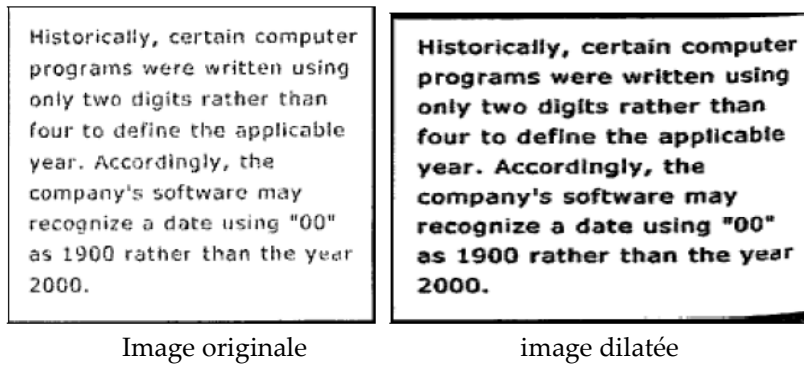 Historically, certain computer
programs were written using
only two digits rather than
four to define the applicable
year. Accordingly, the
company's software may
recognize a date using "00"
as 1900 rather than the year
2000.
Historically, certain computer
programs were written using
only two digits rather than
four to define the applicable
year. Accordingly, the
company's software may
recognize a date using "00"
as 1900 rather than the year
2000.
Image originale
image dilatée